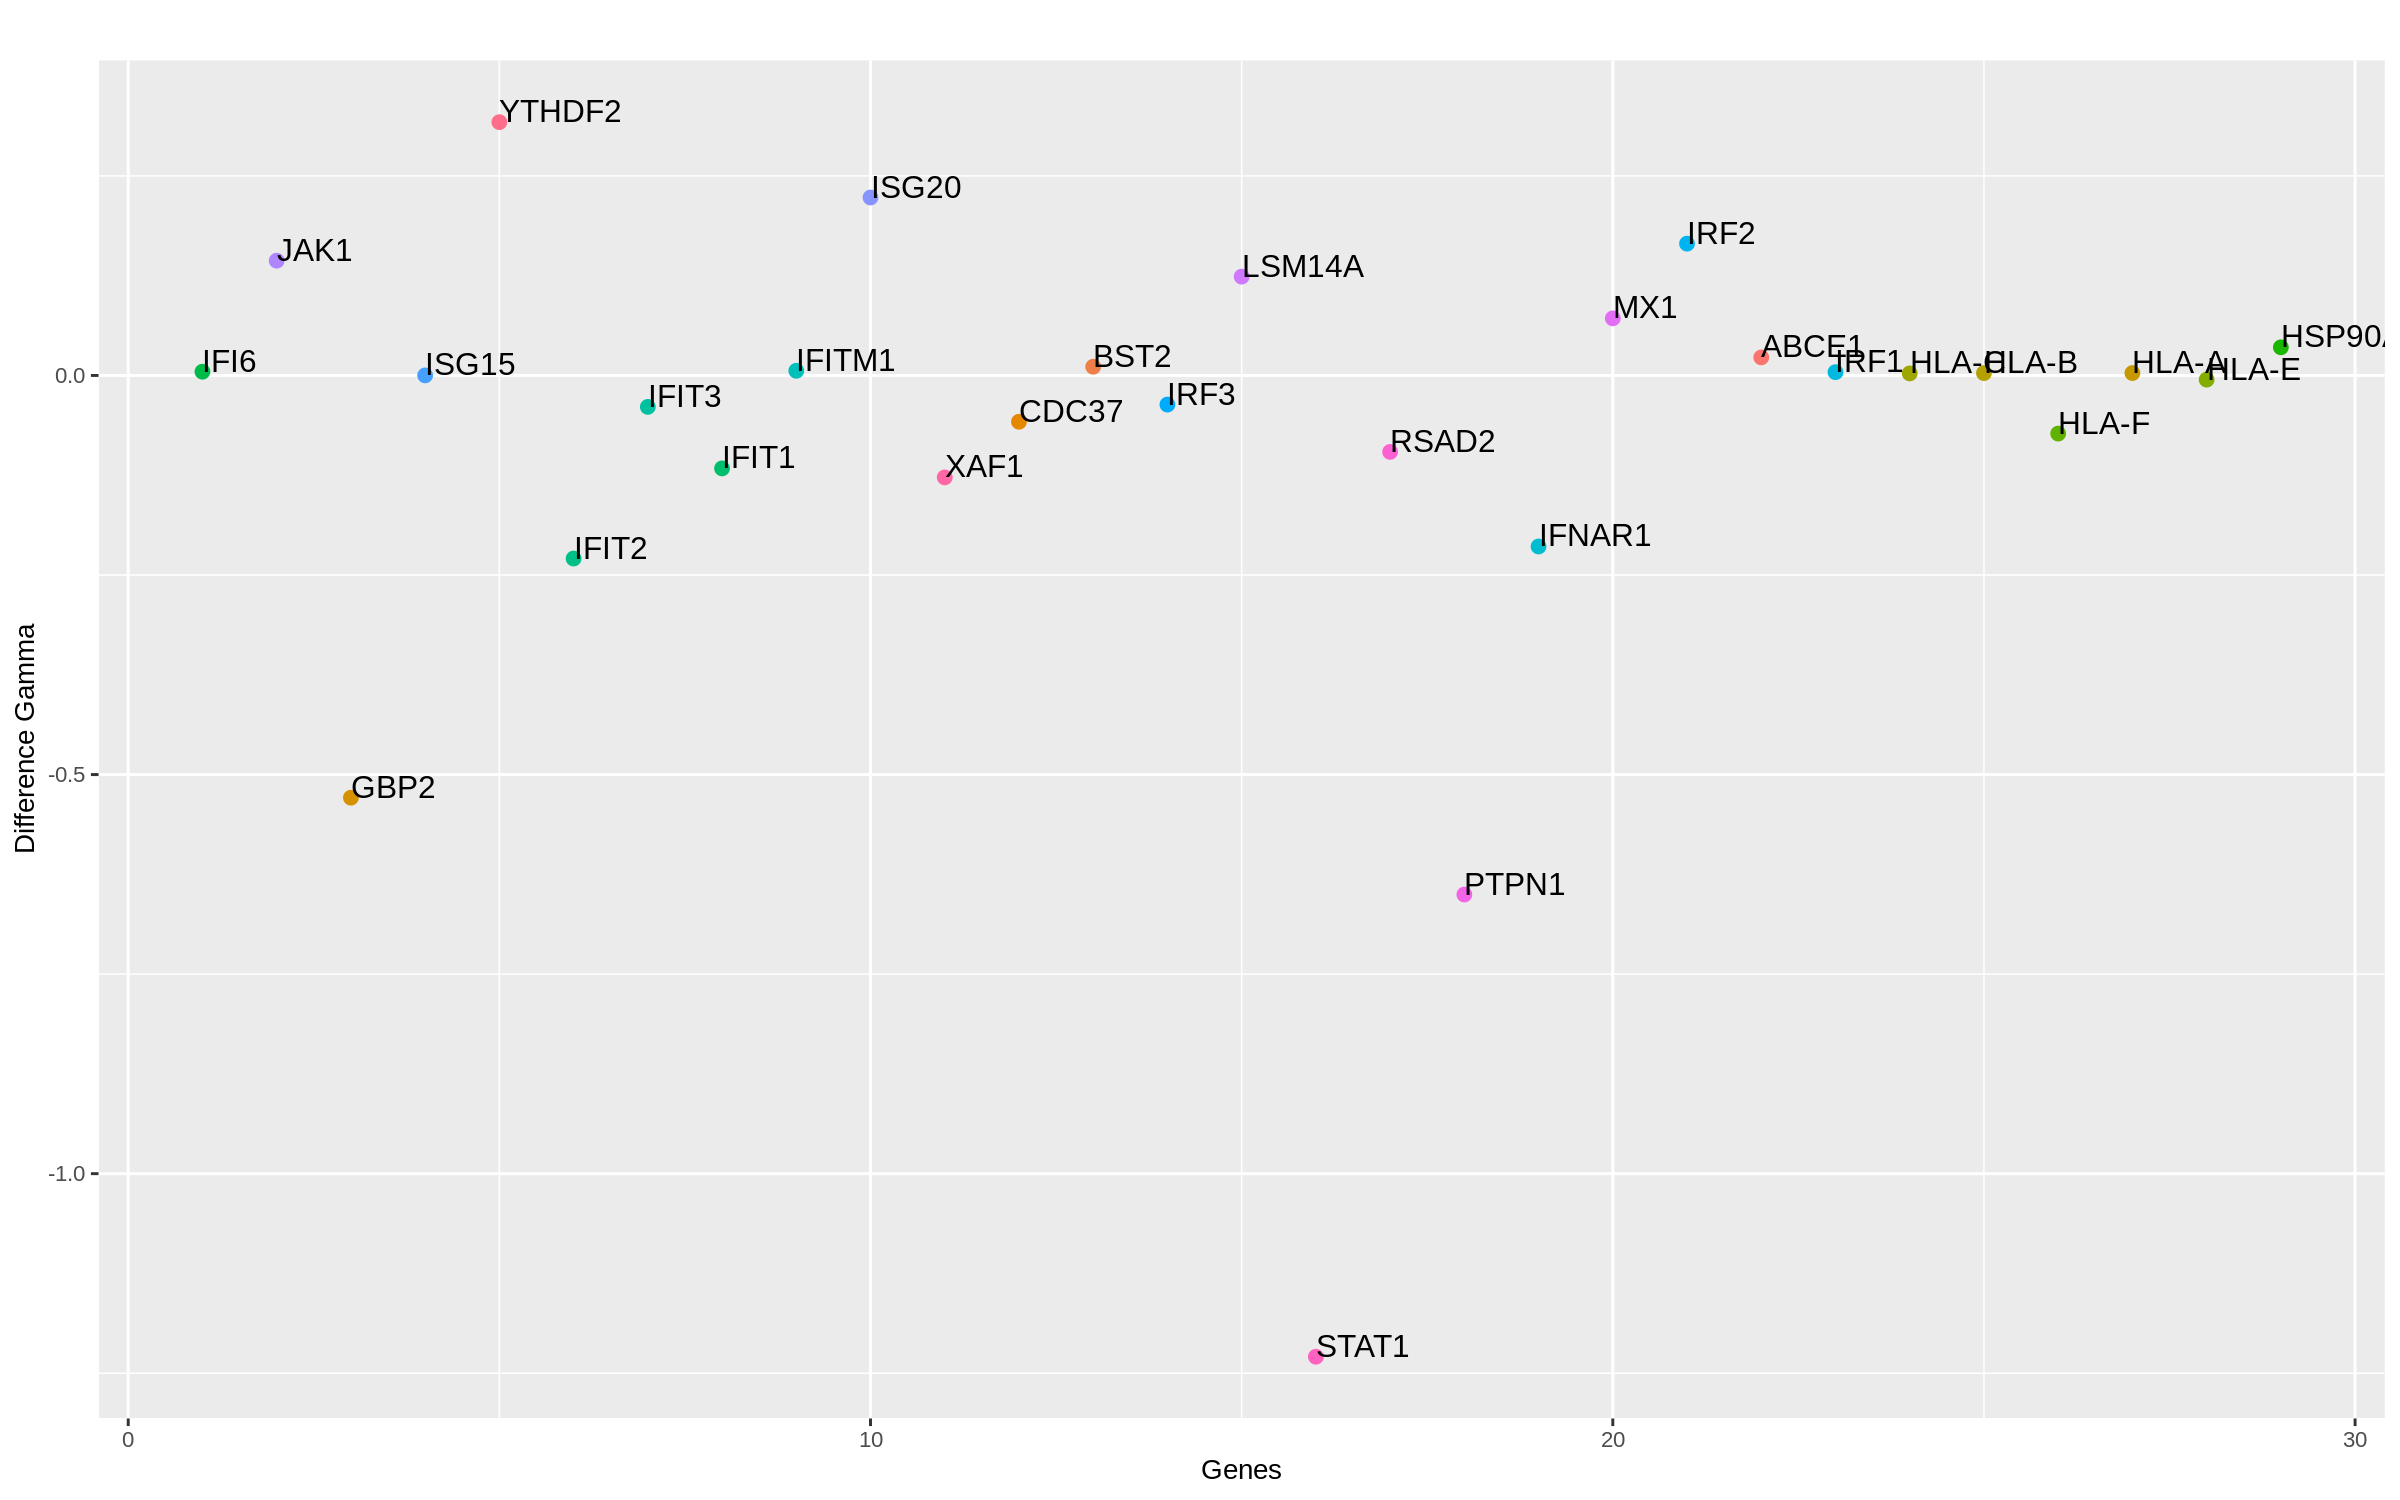 YTHDF2
ISG20
IRF2
JAK1
LSM14A
MX1
HSP90A
ABCE1
BST2
IFI6
IFITM1
IRF1
HLA-C
HLA-B
HLA-A
ISG15
HLA-E
0.0
IRF3
IFIT3
CDC37
HLA-F
RSAD2
IFIT1
XAF1
IFNAR1
IFIT2
Difference Gamma
-0.5
GBP2
PTPN1
-1.0
STAT1
0 10 20 30
Genes